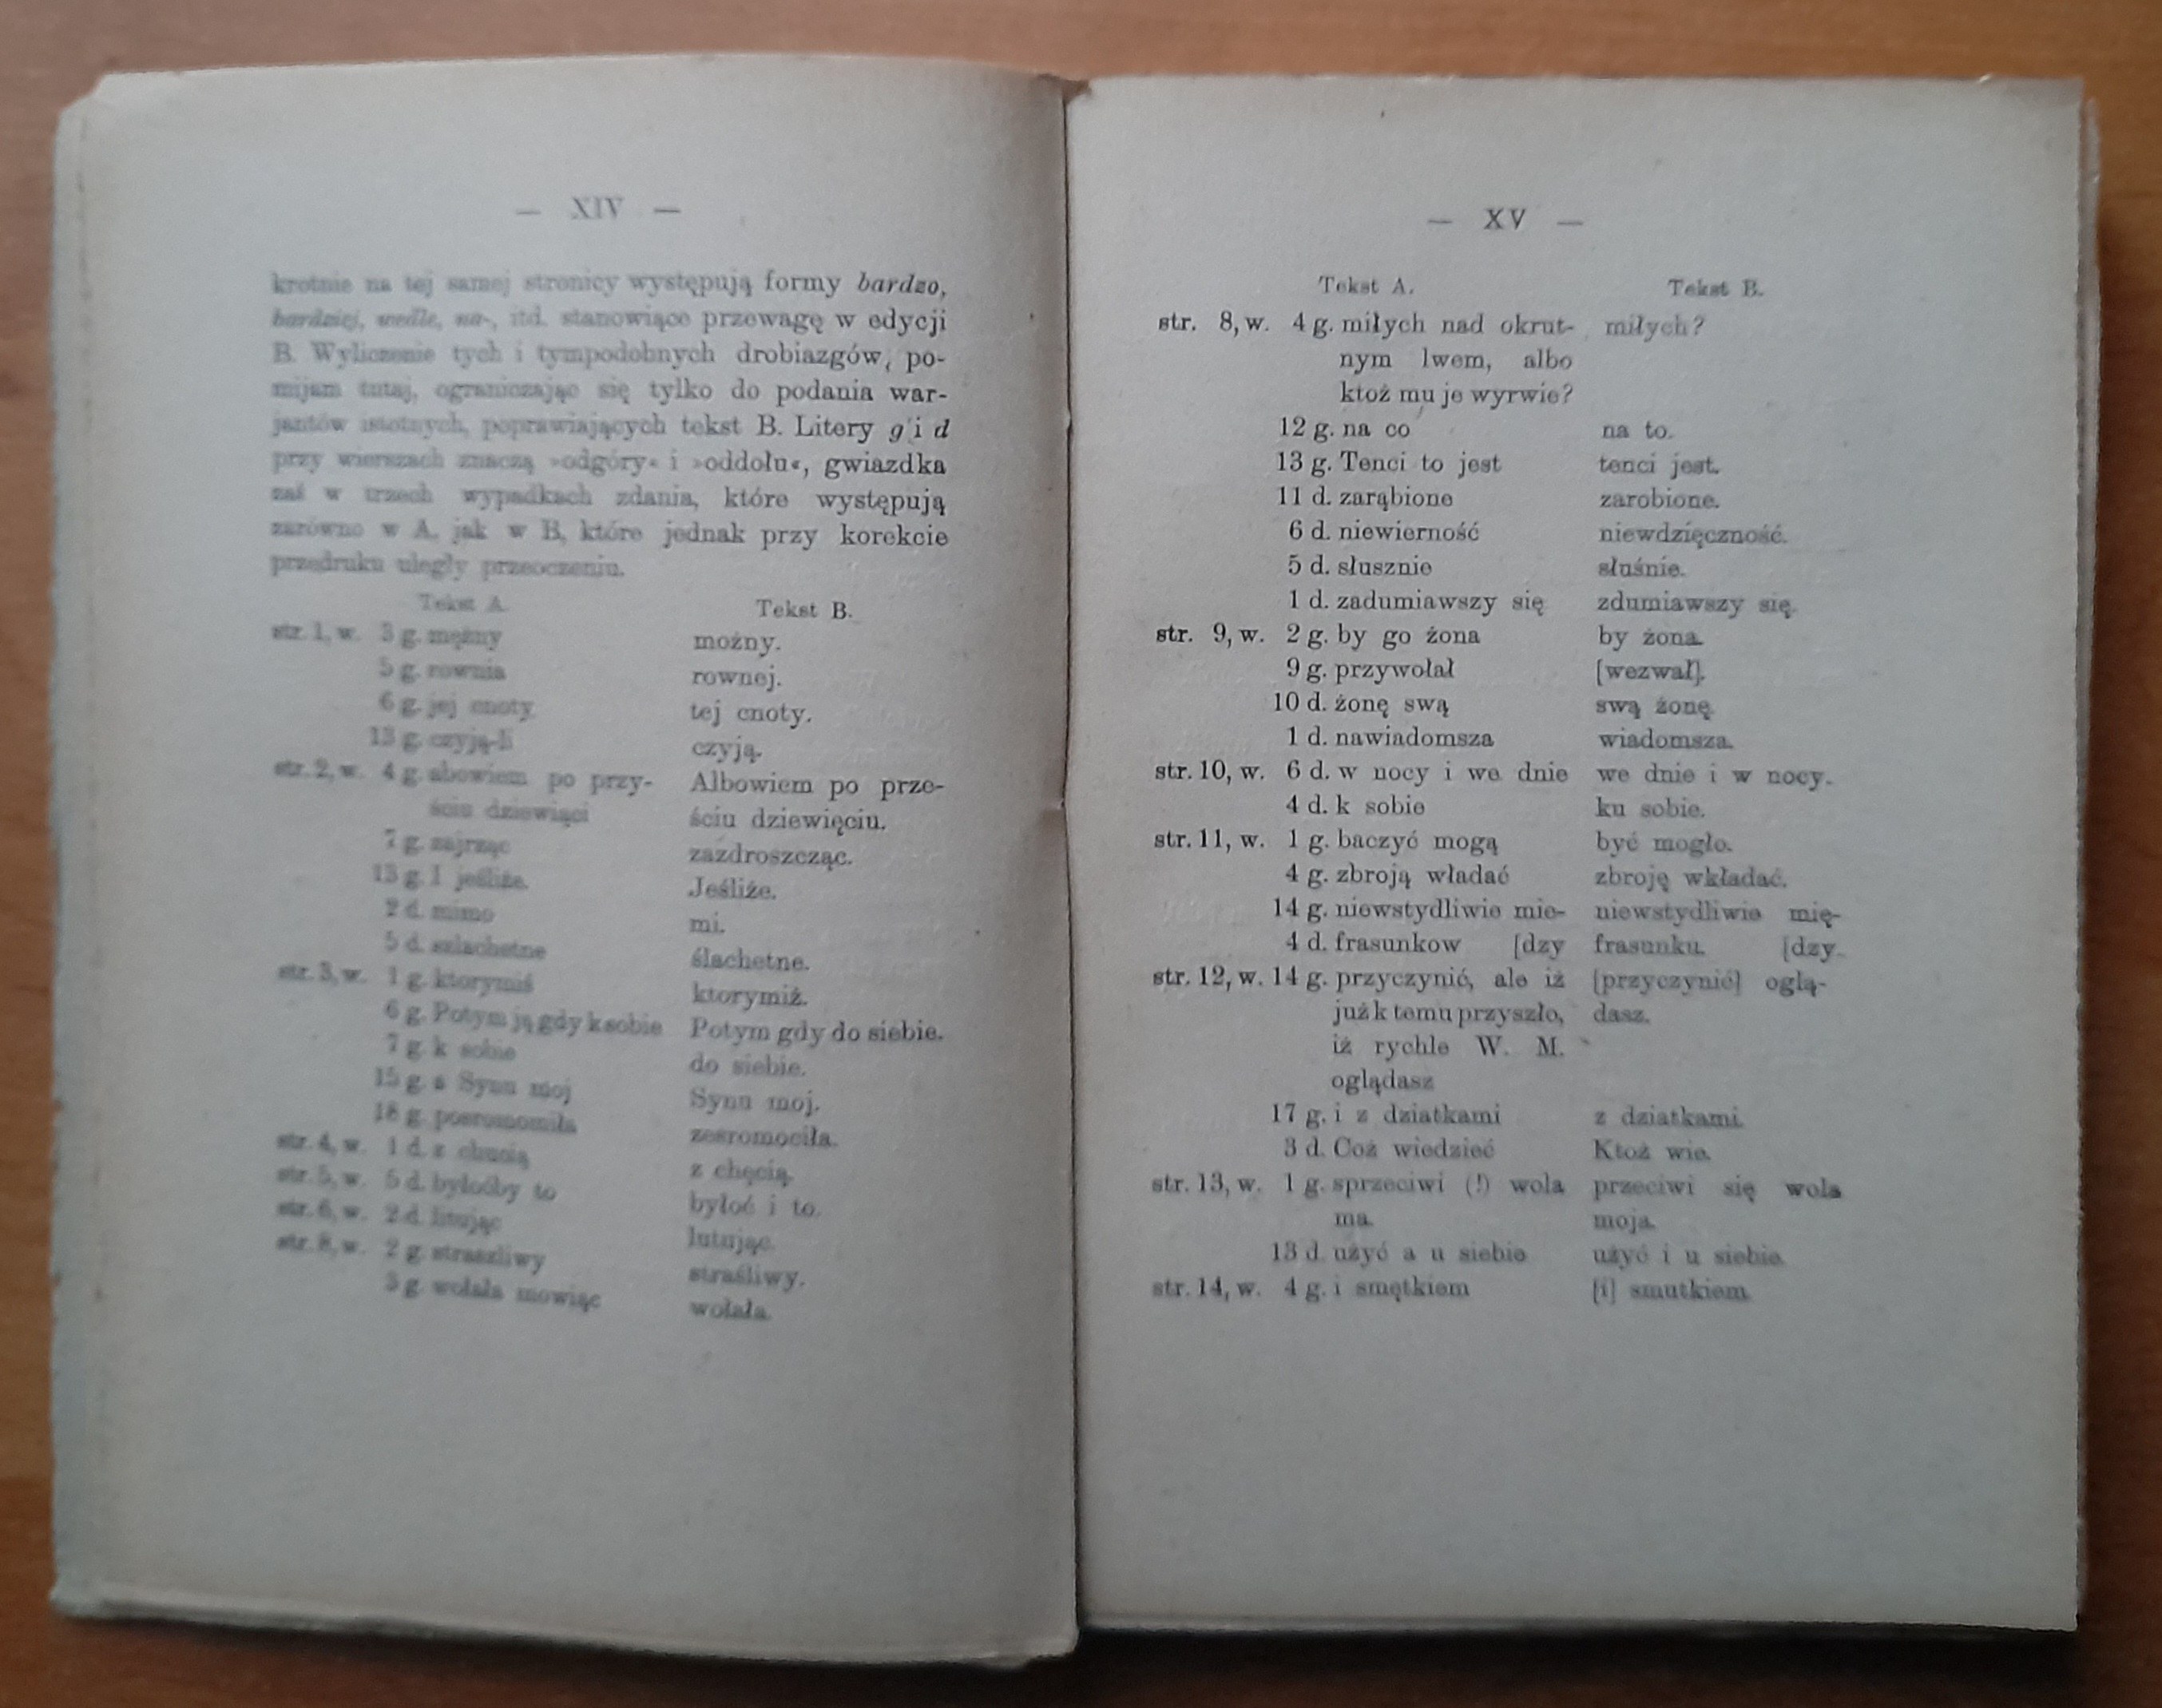 — XIV —
krotnie na tej samej stronicy występują formy bardzo,
bardziej, wedle, na-, itd. stanowiące przewagę w edycji
B. Wyliczenie tych i tympodobnych drobiazgów, po-
mijam tutaj, ograniczając się tylko do podania war-
jantów istotnych, poprawiających tekst B. Litery g i d
przy wierszach znaczą »odgóry« i »oddołu«, gwiazdka
zaś w trzech wypadkach zdania, które występują
zarówno w A, jak w B, które jednak przy korekcie
przedruku uległy przeoczeniu.
Tekst A. Tekst B.
str. 1, w. 3 g. mężny możny.
5 g. rownia rownej.
6 g. jej cnoty tej cnoty.
13 g. czyją-li czyją.
str. 2, w. 4 g. abowiem po przy- Albowiem po prze-
ściu dziewiąci ściu dziewięciu.
7 g. zajrząc zazdroszcząc.
13 g. I jeśliże. Jeśliże.
2 d. mimo mi.
5 d. szlachetne ślachetne.
str. 3, w. 1 g. ktorymiś ktorymiż.
6 g. Potym ją gdy k sobie Potym gdy do siebie.
7 g. k sobie do siebie.
15 g. a Synu moj Synu moj.
18 g. posromomiła zesromociła.
str. 4, w. 1 d. z chucią z chęcią.
str. 5, w. 5 d. byłośby to byłoć i to.
str. 6, w. 2 d. litując lutując.
str. 8, w. 2 g. straszliwy straśliwy.
3 g. wołała mowiąc wołała.
— XV —
Tekst A. Tekst B.
str. 8, w. 4 g. miłych nad okrut- miłych?
nym lwem, albo
ktoż mu je wyrwie?
12 g. na co na to.
13 g. Tenci to jest tenci jest.
11 d. zarąbione zarobione.
6 d. niewierność niewdzięczność.
5 d. słusznie słuśnie.
1 d. zadumiawszy się zdumiawszy się.
str. 9, w. 2 g. by go żona by żona.
9 g. przywołał [wezwał].
10 d. żonę swą swą żonę.
1 d. nawiadomsza wiadomsza.
str. 10, w. 6 d. w nocy i we dnie we dnie i w nocy.
4 d. k sobie ku sobie.
str. 11, w. 1 g. baczyć mogą być mogło.
4 g. zbroją władać zbroję wkładać.
14 g. niewstydliwie mie- niewstydliwie mię-
4 d. frasunkow [dzy frasunku. [dzy.
str. 12, w. 14 g. przyczynić, ale iż [przyczynić] oglą-
już k temu przyszło, dasz.
iż rychle W. M.
oglądasz
17 g. i z dziatkami z dziatkami.
3 d. Coż wiedzieć Ktoż wie.
str. 13, w. 1 g. sprzeciwi (!) wola przeciwi się wola
ma. moja.
13 d. użyć a u siebie użyć i u siebie.
str. 14, w. 4 g. i smętkiem [i] smutkiem.